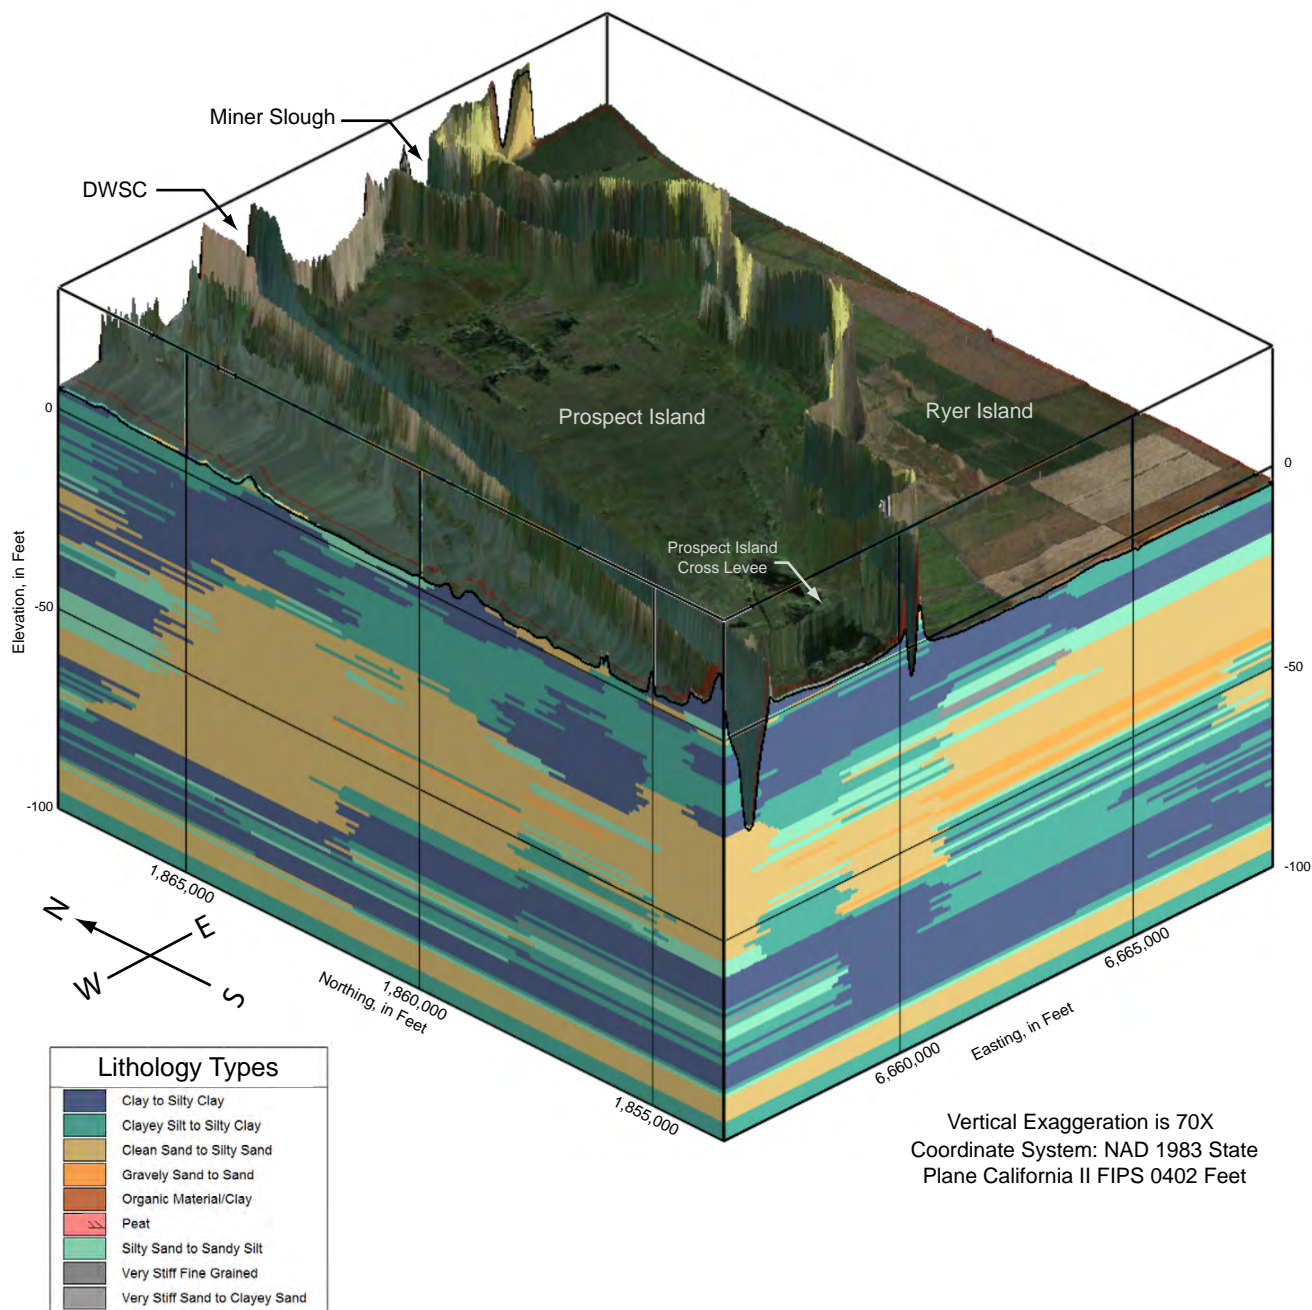 Miner Slough
DWSC
Prospect Island
Ryer Island
Prospect Island
Cross Levee
Elevation, in Feet
0
-50
-100
0
-50
-100
1,865,000
1,860,000
1,855,000
Northing, in Feet
6,660,000
6,665,000
Easting, in Feet
N
E
W
S
Lithology Types
Clay to Silty Clay
Clayey Silt to Silty Clay
Clean Sand to Silty Sand
Gravely Sand to Sand
Organic Material/Clay
Peat
Silty Sand to Sandy Silt
Very Stiff Fine Grained
Very Stiff Sand to Clayey Sand
Vertical Exaggeration is 70X
Coordinate System: NAD 1983 State
Plane California II FIPS 0402 Feet